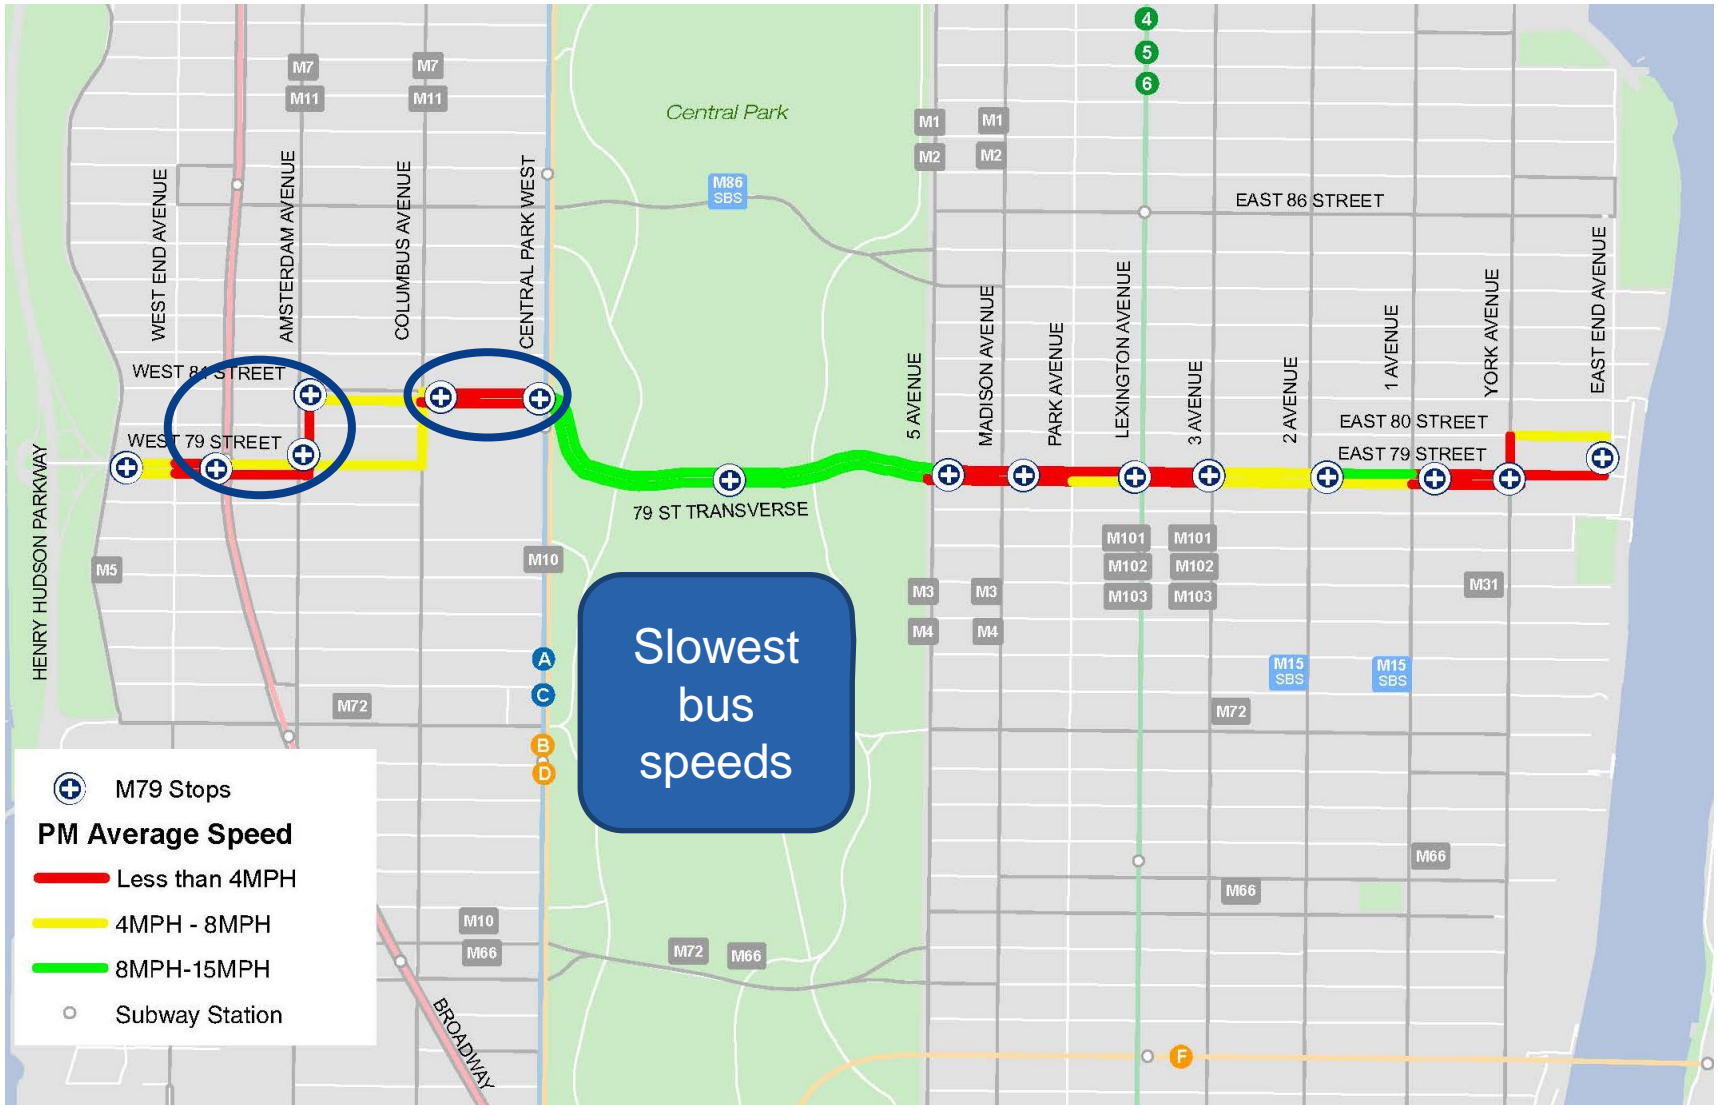 4
5
6
M7
M11
M7
M11
Central Park
M1
M2
M1
M2
M86
SBS
EAST 86 STREET
WEST END AVENUE
AMSTERDAM AVENUE
COLUMBUS AVENUE
CENTRAL PARK WEST
5 AVENUE
MADISON AVENUE
PARK AVENUE
LEXINGTON AVENUE
3 AVENUE
2 AVENUE
1 AVENUE
YORK AVENUE
EAST END AVENUE
WEST 81 STREET
WEST 79 STREET
EAST 80 STREET
EAST 79 STREET
79 ST TRANSVERSE
HENRY HUDSON PARKWAY
M5
M10
M101
M102
M103
M101
M102
M103
M3
M4
M3
M4
M31
A
C
B
D
M15
SBS
M15
SBS
M72
M72
Slowest
bus
speeds
M79 Stops
PM Average Speed
Less than 4MPH
4MPH - 8MPH
8MPH-15MPH
Subway Station
M10
M66
M72
M66
M66
M66
BROADWAY
F